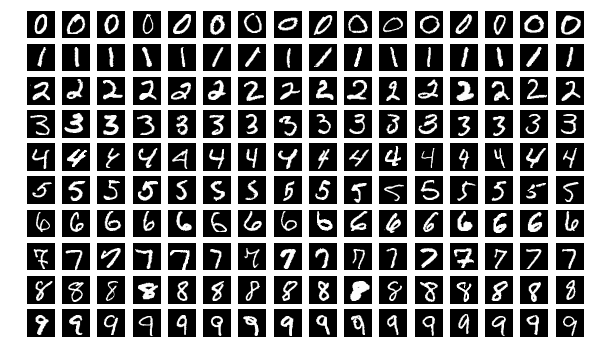 0 0 0 0 0 0 0 0 0 0 0 0 0 0 0 0
1 1 1 1 1 1 1 1 1 1 1 1 1 1 1 1
2 2 2 2 2 2 2 2 2 2 2 2 2 2 2 2
3 3 3 3 3 3 3 3 3 3 3 3 3 3 3 3
4 4 4 4 4 4 4 4 4 4 4 4 4 4 4 4
5 5 5 5 5 5 5 5 5 5 5 5 5 5 5 5
6 6 6 6 6 6 6 6 6 6 6 6 6 6 6 6
7 7 7 7 7 7 7 7 7 7 7 7 7 7 7 7
8 8 8 8 8 8 8 8 8 8 8 8 8 8 8 8
9 9 9 9 9 9 9 9 9 9 9 9 9 9 9 9